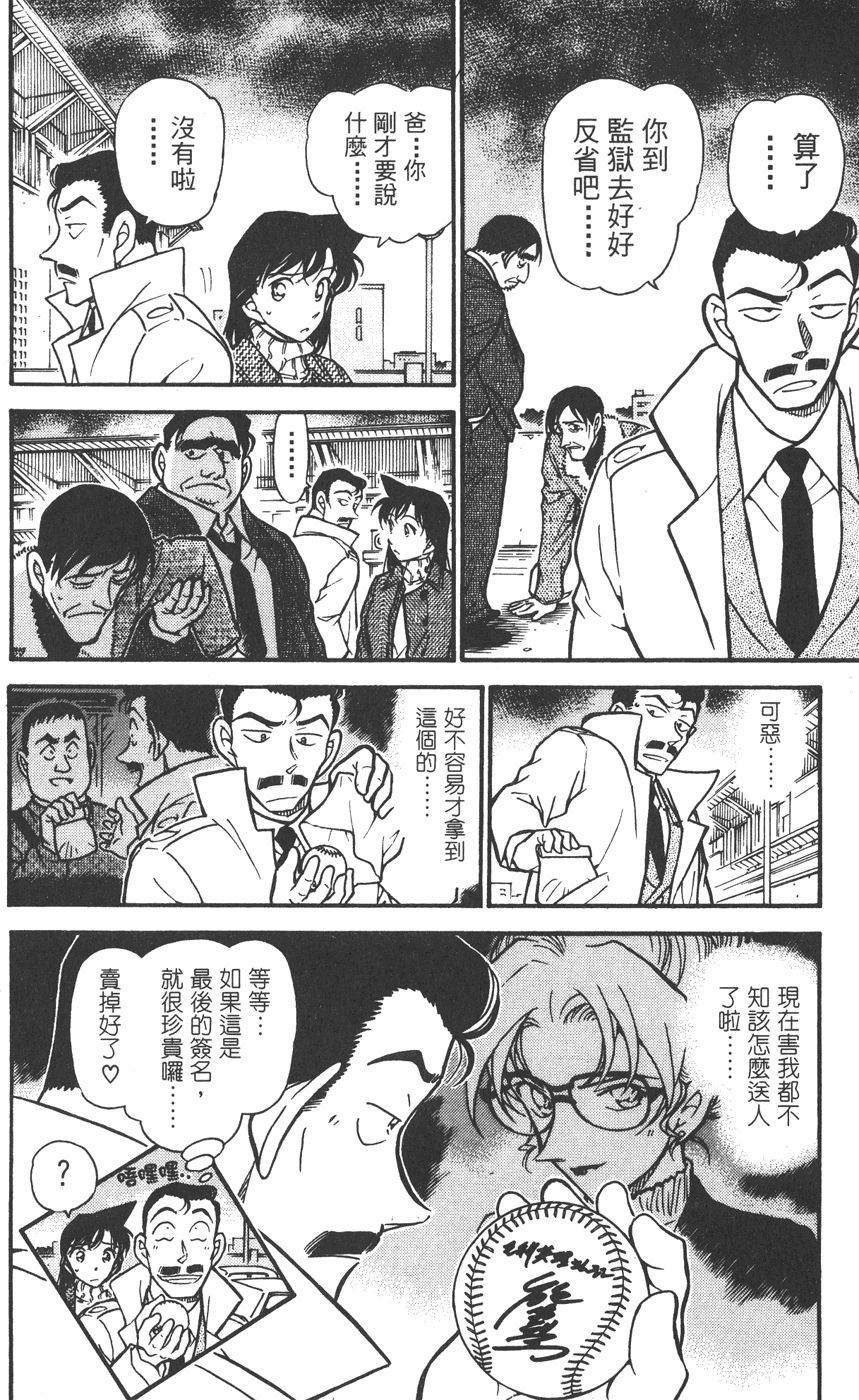 算了
……
你到
監獄去好好
反省吧……
爸…你
剛才要說
什麼……
沒有啦
……
……
可惡……
好不容易才拿到
這個的……
現在害我都不
知該怎麼送人
了啦……
等等…
如果這是
最後的簽名，
就很珍貴囉……
賣掉好了♡
唔嘿嘿..
？